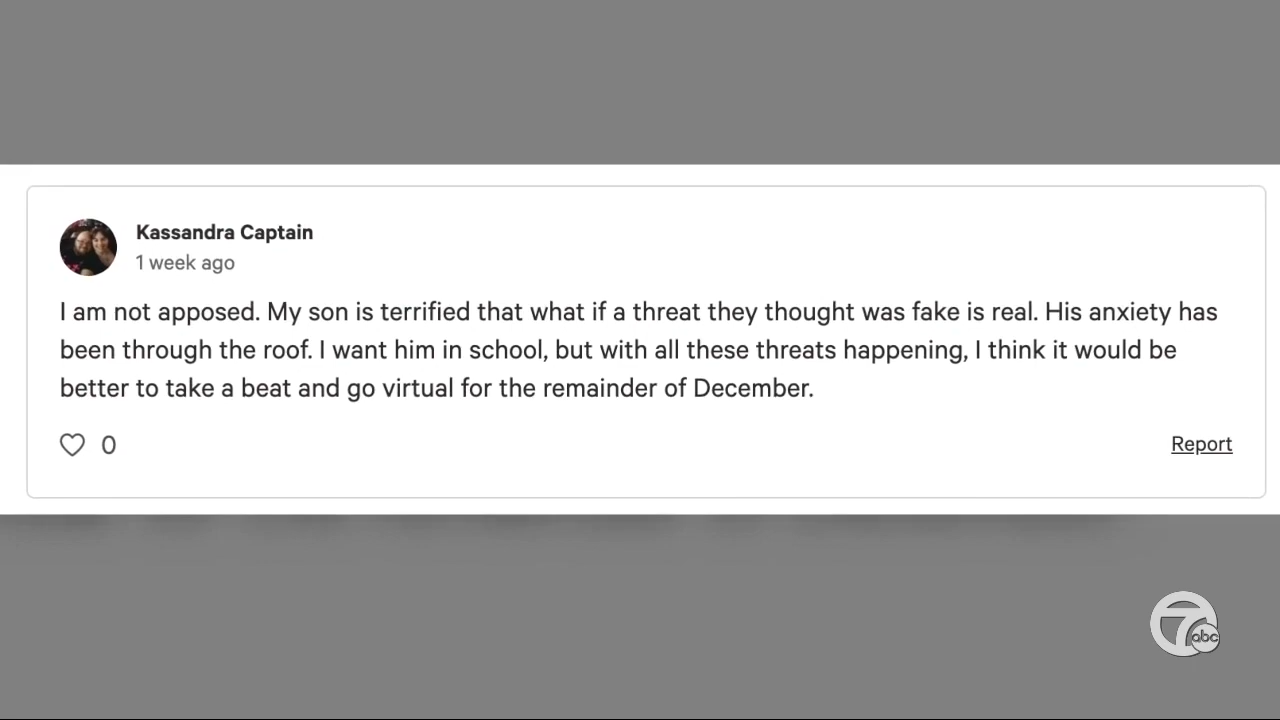 Kassandra Captain
1 week ago
I am not apposed. My son is terrified that what if a threat they thought was fake is real. His anxiety has
been through the roof. I want him in school, but with all these threats happening, I think it would be
better to take a beat and go virtual for the remainder of December.
0
Report
7 abc